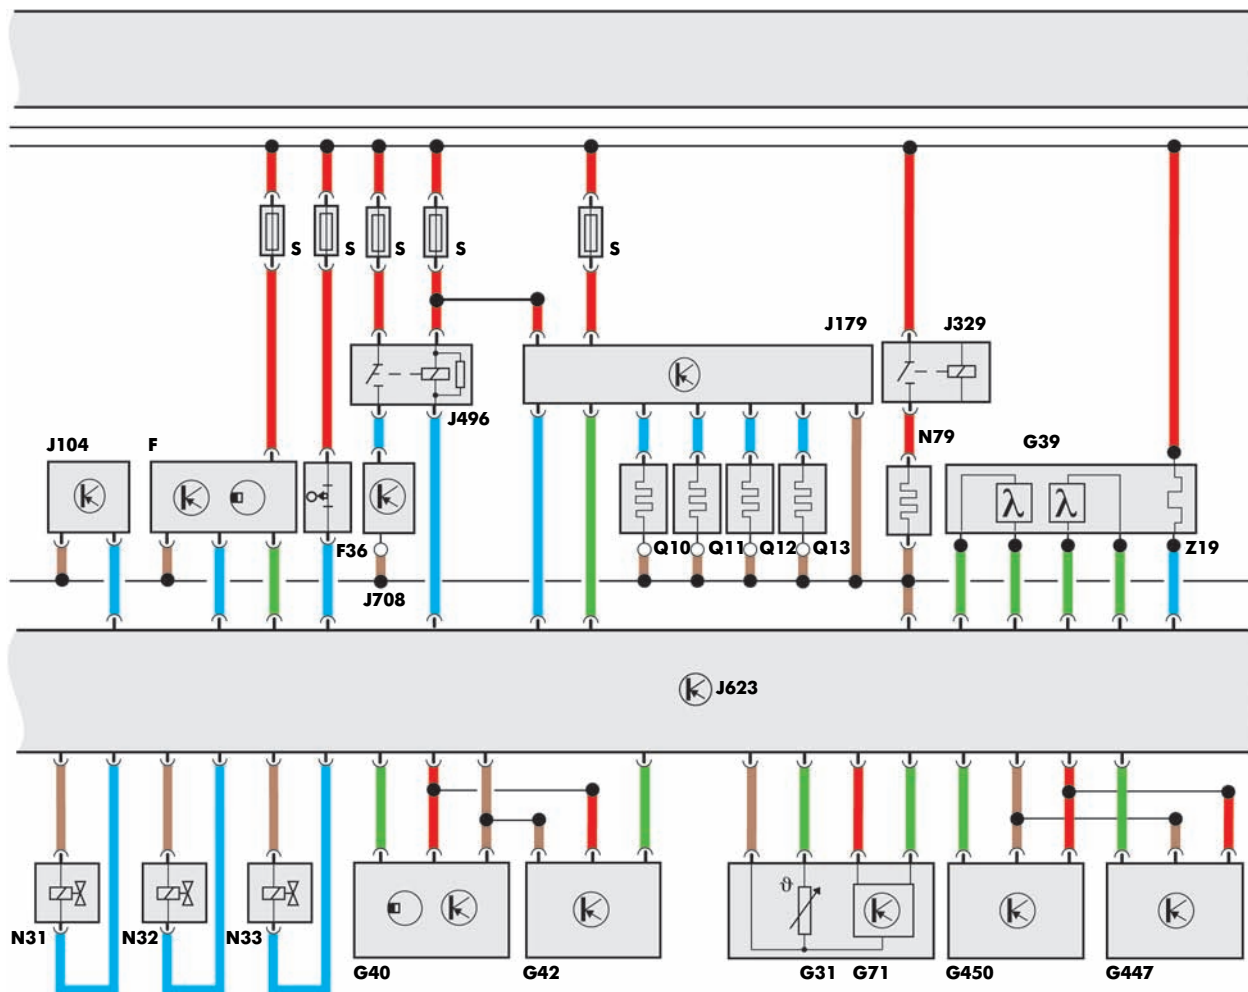 S S S S S
J179 J329
J496
J104 F N79 G39
F36 Q10 Q11 Q12 Q13 Z19
J708
λ λ
J623
ϑ
N31 N32 N33
G40 G42 G31 G71 G450 G447